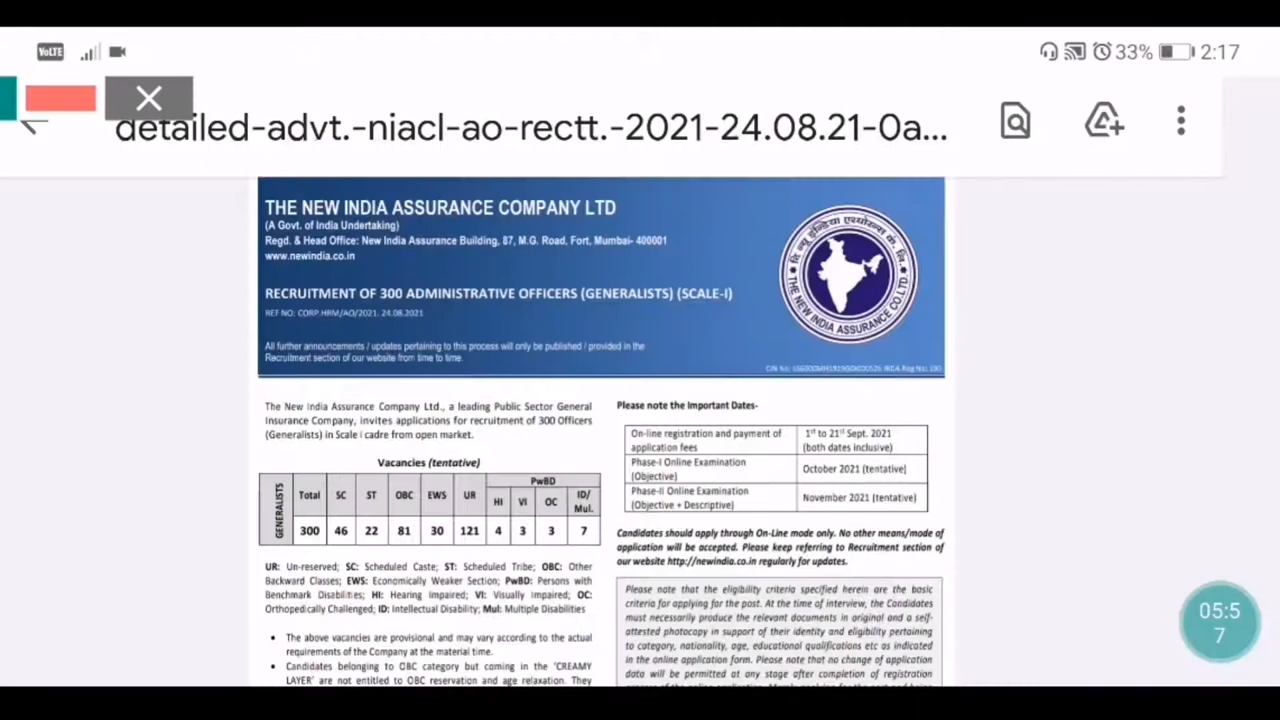 VoLTE
33%
2:17
detailed-advt.-niacl-ao-rectt.-2021-24.08.21-0a...
THE NEW INDIA ASSURANCE COMPANY LTD
(A Govt. of India Undertaking)
Regd. & Head Office: New India Assurance Building, 87, M.G. Road, Fort, Mumbai- 400001
www.newindia.co.in
RECRUITMENT OF 300 ADMINISTRATIVE OFFICERS (GENERALISTS) (SCALE-I)
REF NO: CORP.HRM/AO/2021. 24.08.2021
All further announcements / updates pertaining to this process will only be published / provided in the
Recruitment section of our website from time to time.
THE NEW INDIA ASSURANCE CO.LTD.
The New India Assurance Company Ltd., a leading Public Sector General
Insurance Company, invites applications for recruitment of 300 Officers
(Generalists) in Scale I cadre from open market.
Vacancies (tentative)
GENERALISTS
Total SC ST OBC EWS UR PwBD
HI VI OC ID/ Mul.
300 46 22 81 30 121 4 3 3 7
UR: Un-reserved; SC: Scheduled Caste; ST: Scheduled Tribe; OBC: Other
Backward Classes; EWS: Economically Weaker Section; PwBD: Persons with
Benchmark Disabilities; HI: Hearing Impaired; VI: Visually Impaired; OC:
Orthopedically Challenged; ID: Intellectual Disability; Mul: Multiple Disabilities
• The above vacancies are provisional and may vary according to the actual
requirements of the Company at the material time.
• Candidates belonging to OBC category but coming in the 'CREAMY
LAYER' are not entitled to OBC reservation and age relaxation. They
Please note the Important Dates-
On-line registration and payment of application fees 1st to 21st Sept. 2021 (both dates inclusive)
Phase-I Online Examination (Objective) October 2021 (tentative)
Phase-II Online Examination (Objective + Descriptive) November 2021 (tentative)
Candidates should apply through On-Line mode only. No other means/mode of
application will be accepted. Please keep referring to Recruitment section of
our website http://newindia.co.in regularly for updates.
Please note that the eligibility criteria specified herein are the basic
criteria for applying for the post. At the time of interview, the Candidates
must necessarily produce the relevant documents in original and a self-
attested photocopy in support of their identity and eligibility pertaining
to category, nationality, age, educational qualifications etc as indicated
in the online application form. Please note that no change of application
data will be permitted at any stage after completion of registration
05:5
7